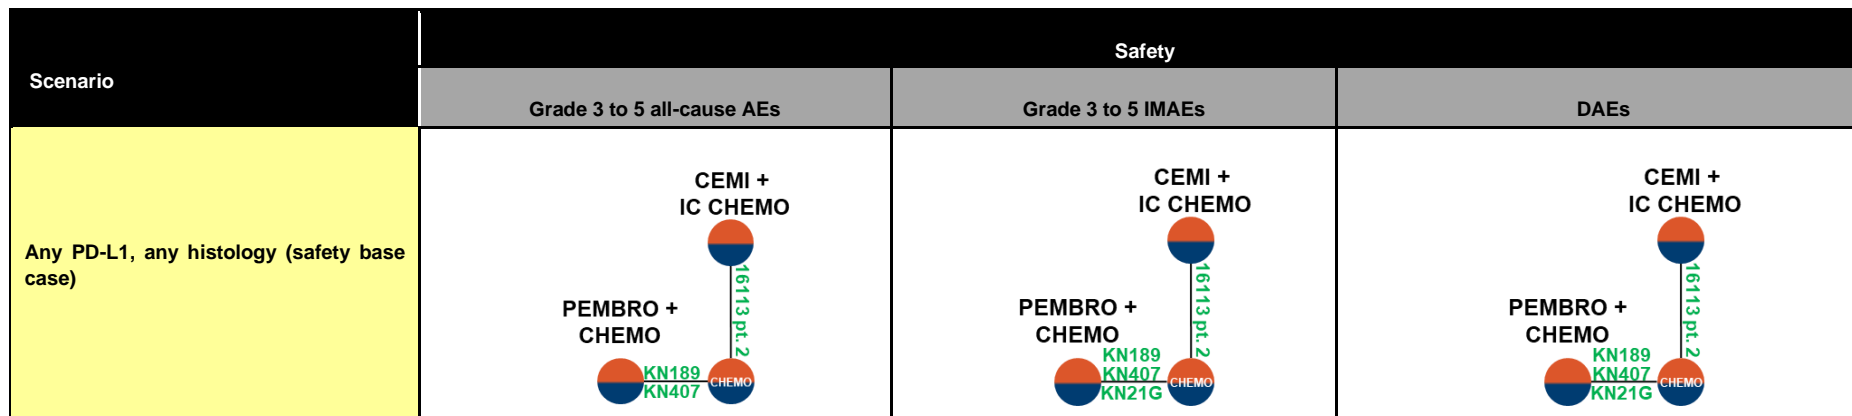 Scenario
Safety
Grade 3 to 5 all-cause AEs
Grade 3 to 5 IMAEs
DAEs
Any PD-L1, any histology (safety base
case)
CEMI +
IC CHEMO
16113 pt. 2
PEMBRO +
CHEMO
KN189
KN407
CHEMO
CEMI +
IC CHEMO
16113 pt. 2
PEMBRO +
CHEMO
KN189
KN407
KN21G
CHEMO
CEMI +
IC CHEMO
16113 pt. 2
PEMBRO +
CHEMO
KN189
KN407
KN21G
CHEMO